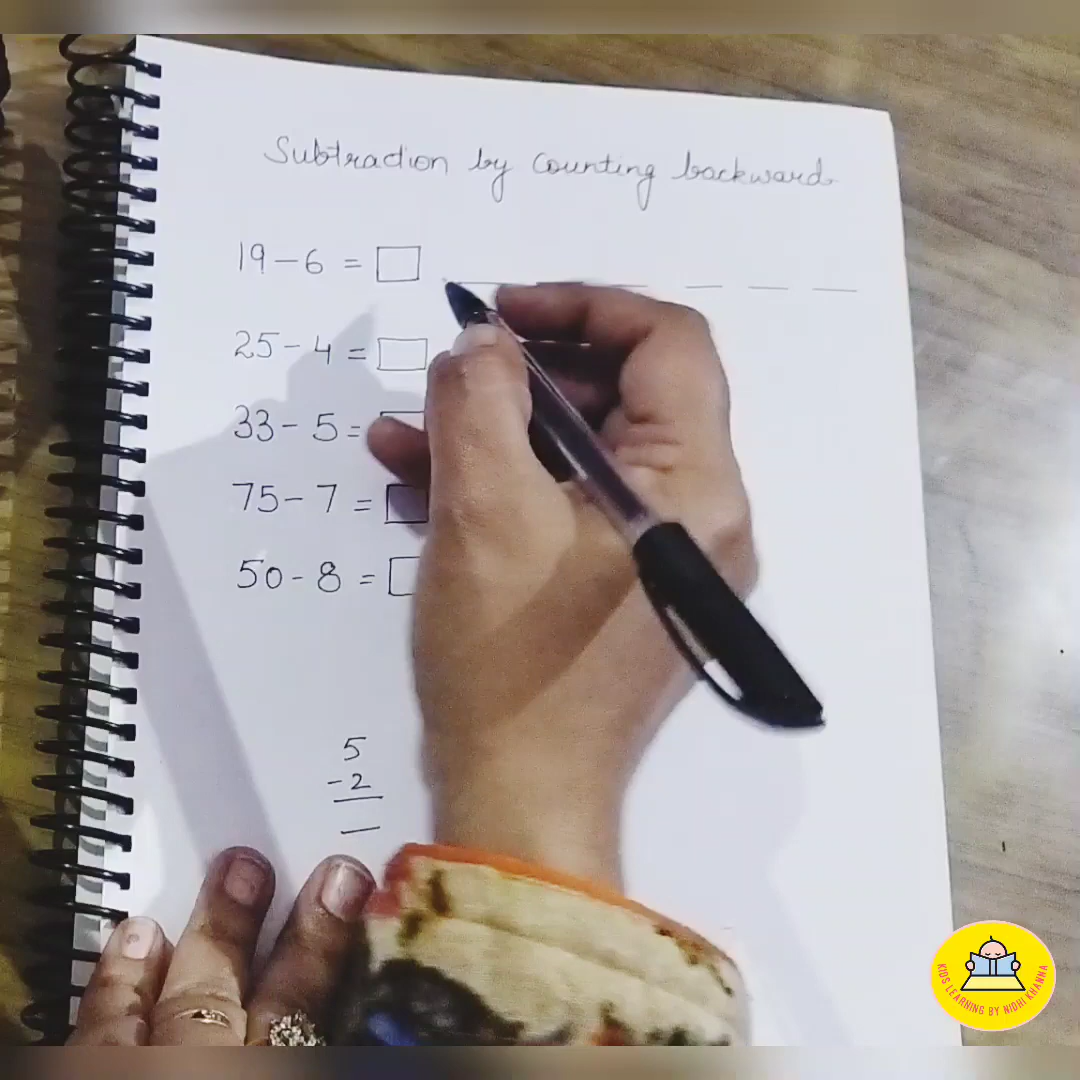 Subtraction by counting backward.
19 - 6 = □ _ _ _ _ _ _
25 - 4 = □
33 - 5 = □
75 - 7 = □
50 - 8 = □
5
- 2
KIDS LEARNING BY NIDHI KHANNA